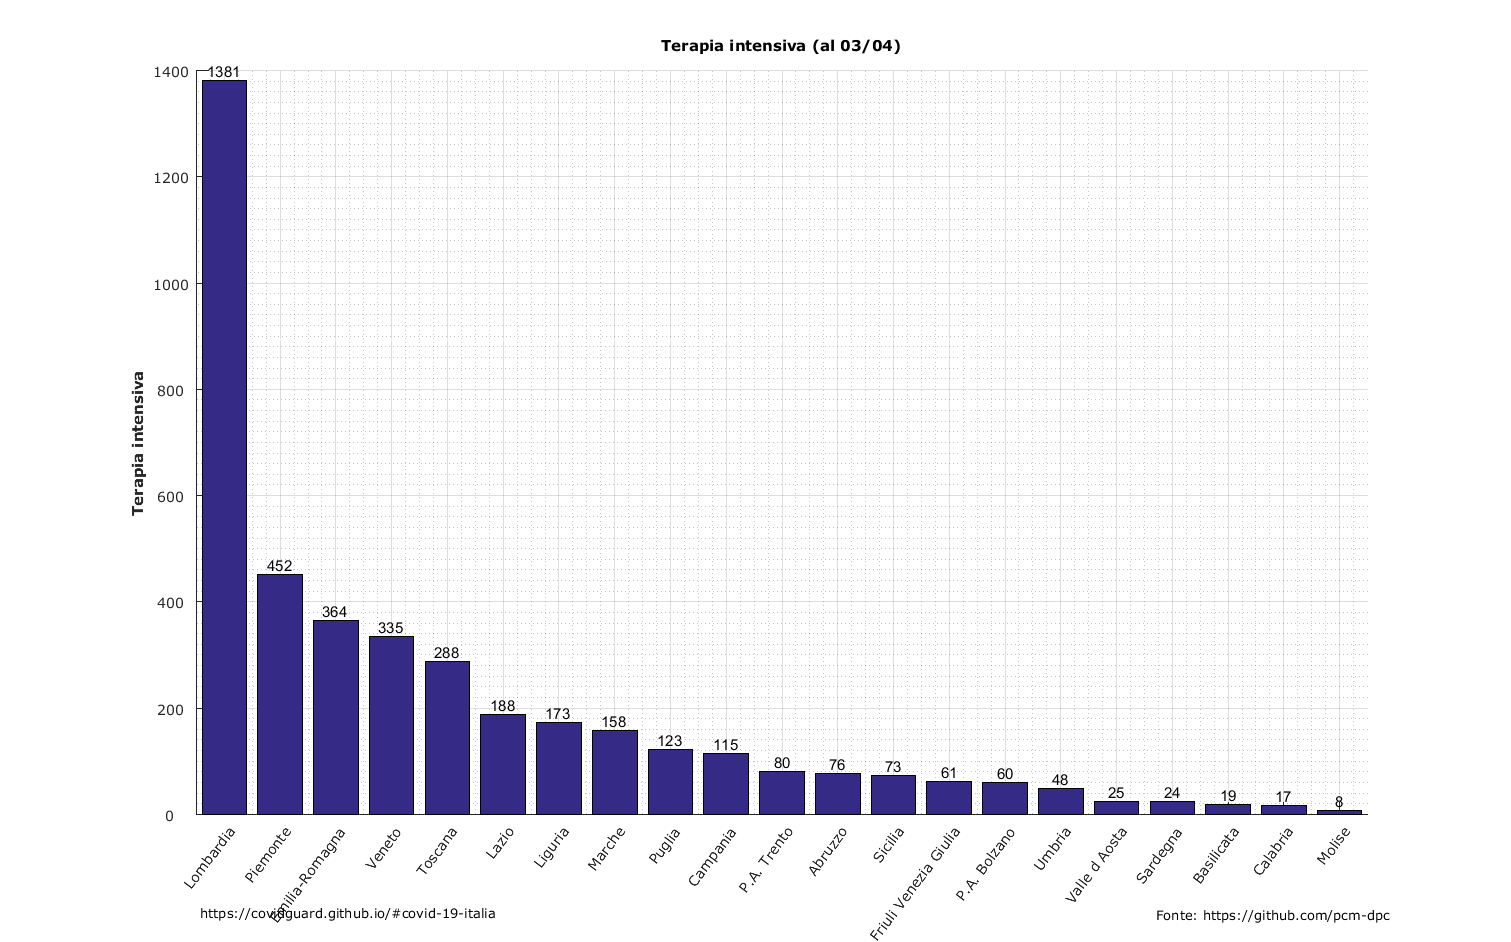 Terapia intensiva (al 03/04)
Terapia intensiva
1400
1200
1000
800
600
400
200
0
1381
452
364
335
288
188
173
158
123
115
80
76
73
61
60
48
25
24
19
17
8
Lombardia
Piemonte
Emilia-Romagna
Veneto
Toscana
Lazio
Liguria
Marche
Puglia
Campania
P.A. Trento
Abruzzo
Sicilia
Friuli Venezia Giulia
P.A. Bolzano
Umbria
Valle d Aosta
Sardegna
Basilicata
Calabria
Molise
https://covidguard.github.io/#covid-19-italia
Fonte: https://github.com/pcm-dpc